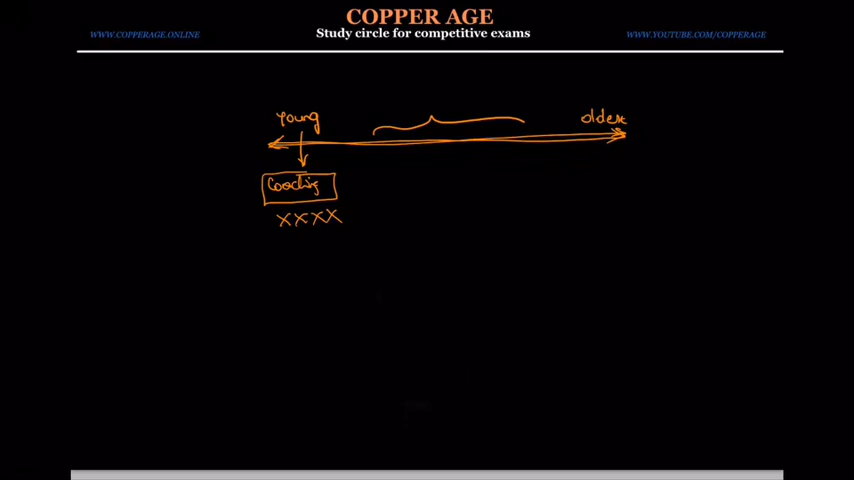 COPPER AGE
WWW.COPPERAGE.ONLINE
Study circle for competitive exams
WWW.YOUTUBE.COM/COPPERAGE
Young
oldest
Coaching
XXXX